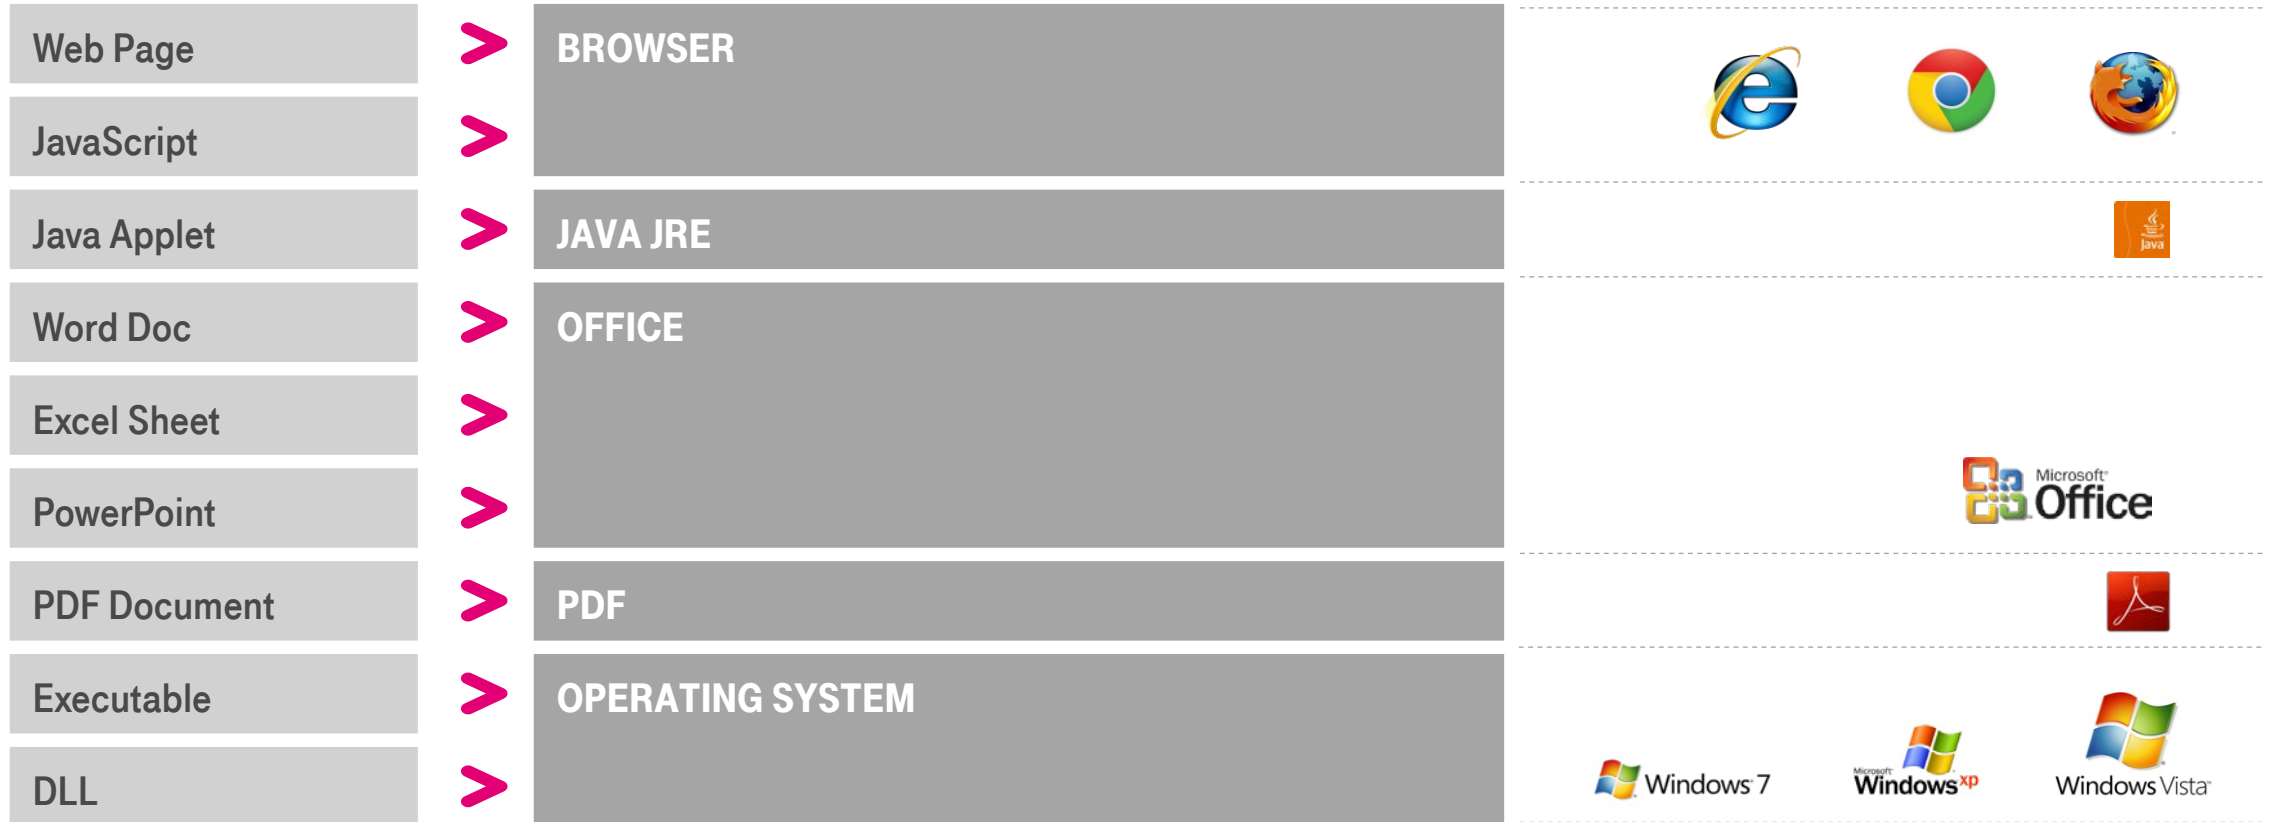 Web Page
BROWSER
JavaScript
Java Applet
JAVA JRE
Java
Word Doc
OFFICE
Excel Sheet
PowerPoint
Microsoft
Office
PDF Document
PDF
Executable
OPERATING SYSTEM
DLL
Windows 7
Microsoft
Windows xp
Windows Vista